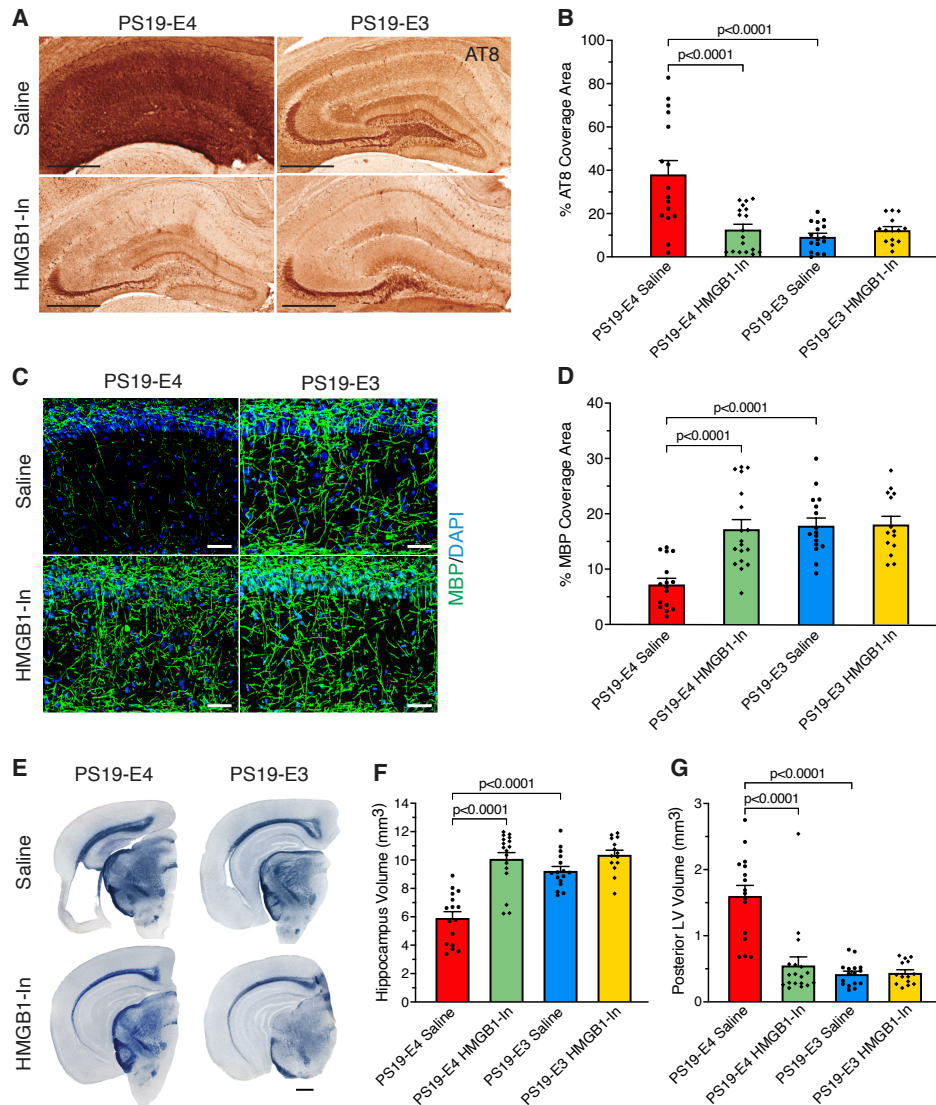 A
PS19-E4
PS19-E3
AT8
Saline
HMGB1-In
B
p<0.0001
p<0.0001
% AT8 Coverage Area
100
80
60
40
20
0
PS19-E4 Saline
PS19-E4 HMGB1-In
PS19-E3 Saline
PS19-E3 HMGB1-In
C
PS19-E4
PS19-E3
Saline
HMGB1-In
MBP/DAPI
D
p<0.0001
p<0.0001
% MBP Coverage Area
40
30
20
10
0
PS19-E4 Saline
PS19-E4 HMGB1-In
PS19-E3 Saline
PS19-E3 HMGB1-In
E
PS19-E4
PS19-E3
Saline
HMGB1-In
F
p<0.0001
p<0.0001
Hippocampus Volume (mm3)
14
12
10
8
6
4
2
0
PS19-E4 Saline
PS19-E4 HMGB1-In
PS19-E3 Saline
PS19-E3 HMGB1-In
G
p<0.0001
p<0.0001
Posterior LV Volume (mm3)
3
2
1
0
PS19-E4 Saline
PS19-E4 HMGB1-In
PS19-E3 Saline
PS19-E3 HMGB1-In